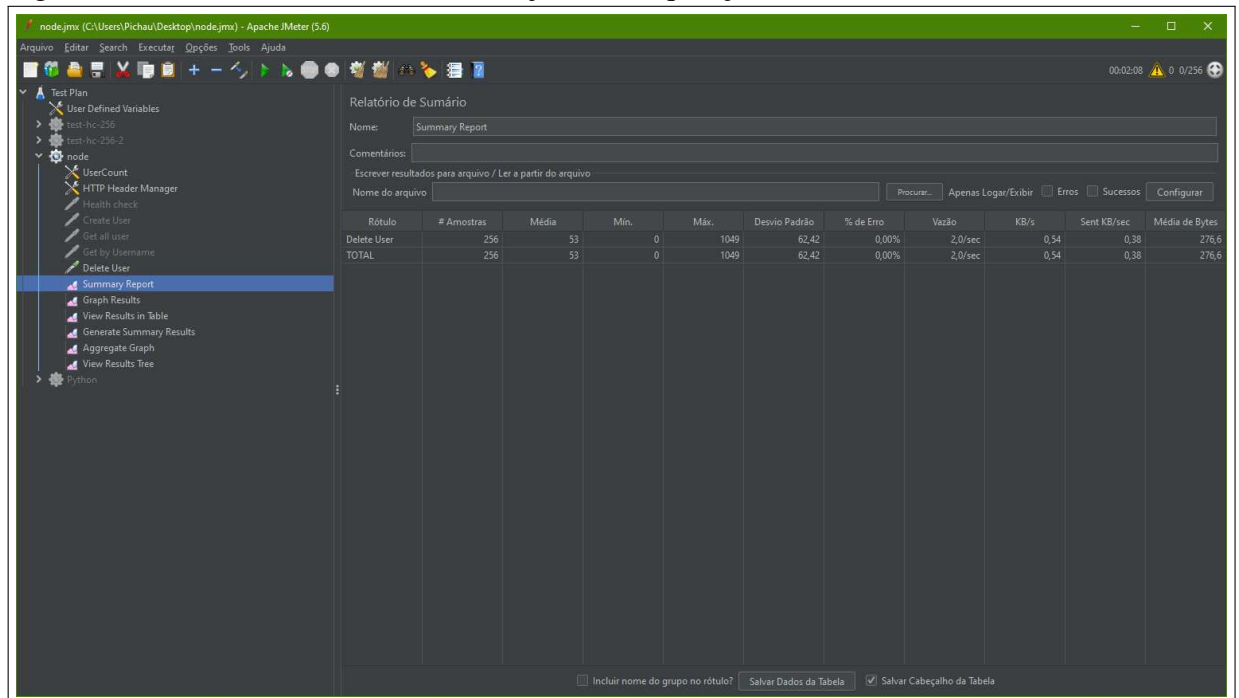 node.jmx (C:\Users\Pichau\Desktop\node.jmx) - Apache JMeter (5.6)
Arquivo Editar Search Executar Opções Tools Ajuda
00:02:08 0 0/256
Test Plan
User Defined Variables
test-hc-256
test-hc-256-2
node
UserCount
HTTP Header Manager
Health check
Create User
Get all user
Get by Username
Delete User
Summary Report
Graph Results
View Results in Table
Generate Summary Results
Aggregate Graph
View Results Tree
Python
Relatório de Sumário
Nome: Summary Report
Comentários:
Escrever resultados para arquivo / Ler a partir do arquivo
Nome do arquivo Procurar... Apenas Logar/Exibir Erros Sucessos Configurar
Rótulo # Amostras Média Mín. Máx. Desvio Padrão % de Erro Vazão KB/s Sent KB/sec Média de Bytes
Delete User 256 53 0 1049 62,42 0,00% 2,0/sec 0,54 0,38 276,6
TOTAL 256 53 0 1049 62,42 0,00% 2,0/sec 0,54 0,38 276,6
Incluir nome do grupo no rótulo? Salvar Dados da Tabela Salvar Cabeçalho da Tabela